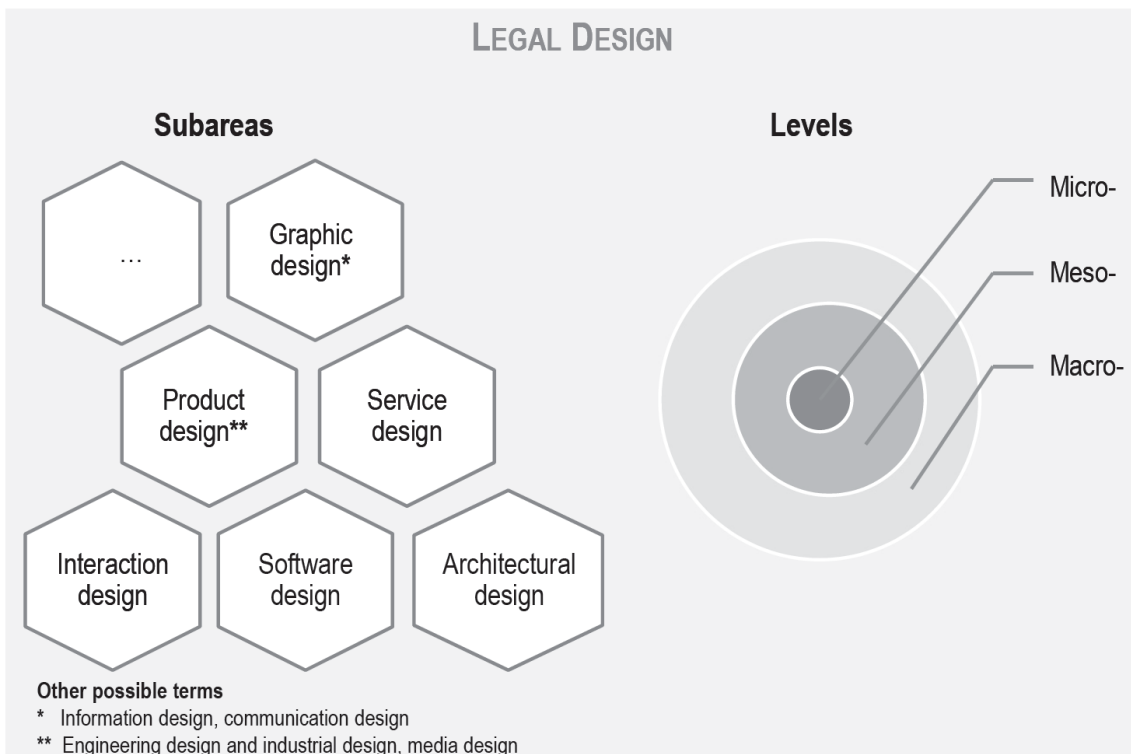 LEGAL DESIGN
Subareas
...
Graphic
design*
Product
design**
Service
design
Interaction
design
Software
design
Architectural
design
Levels
Micro-
Meso-
Macro-
Other possible terms
* Information design, communication design
** Engineering design and industrial design, media design